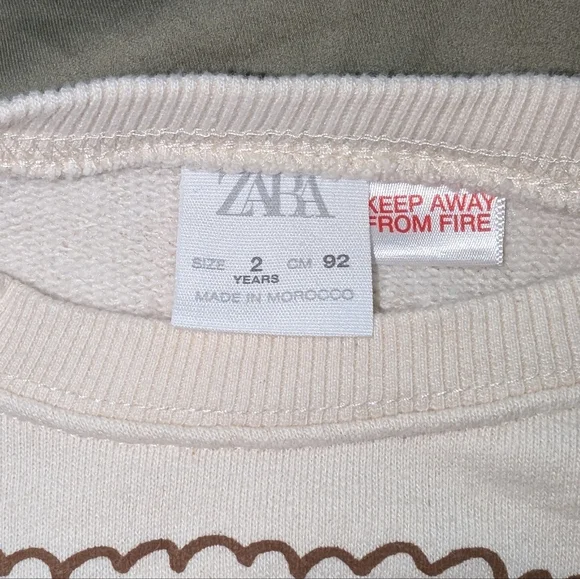 ZARA
SIZE 2 YEARS CM 92
MADE IN MOROCCO
KEEP AWAY
FROM FIRE